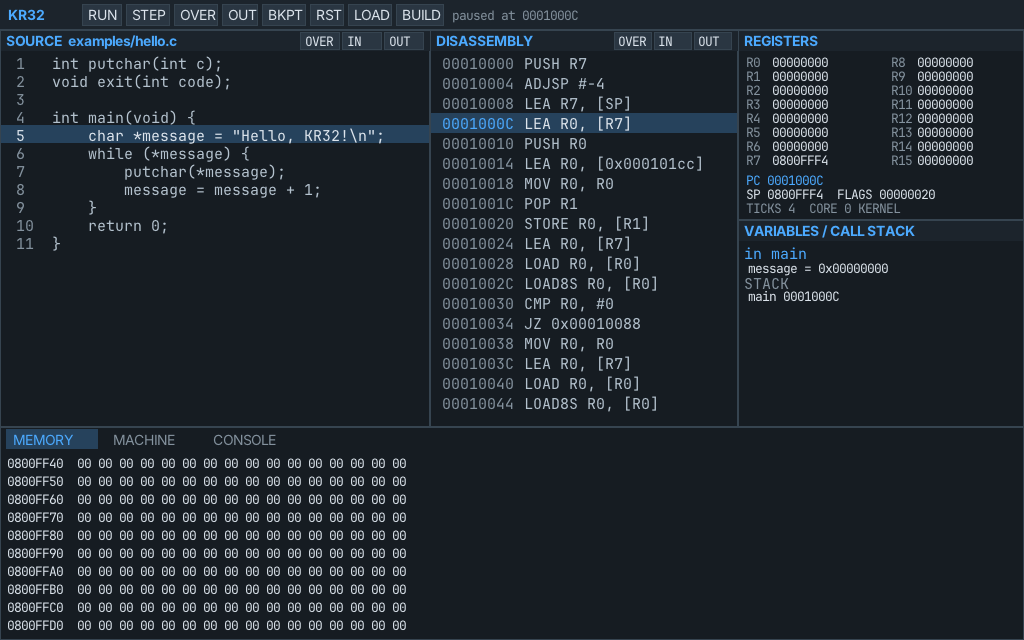 KR32 RUN STEP OVER OUT BKPT RST LOAD BUILD paused at 0001000C
SOURCE examples/hello.c OVER IN OUT
1 int putchar(int c);
2 void exit(int code);
3
4 int main(void) {
5 char *message = "Hello, KR32!\n";
6 while (*message) {
7 putchar(*message);
8 message = message + 1;
9 }
10 return 0;
11 }
DISASSEMBLY OVER IN OUT
00010000 PUSH R7
00010004 ADJSP #-4
00010008 LEA R7, [SP]
0001000C LEA R0, [R7]
00010010 PUSH R0
00010014 LEA R0, [0x000101cc]
00010018 MOV R0, R0
0001001C POP R1
00010020 STORE R0, [R1]
00010024 LEA R0, [R7]
00010028 LOAD R0, [R0]
0001002C LOAD8S R0, [R0]
00010030 CMP R0, #0
00010034 JZ 0x00010088
00010038 MOV R0, R0
0001003C LEA R0, [R7]
00010040 LOAD R0, [R0]
00010044 LOAD8S R0, [R0]
REGISTERS
R0 00000000 R8 00000000
R1 00000000 R9 00000000
R2 00000000 R10 00000000
R3 00000000 R11 00000000
R4 00000000 R12 00000000
R5 00000000 R13 00000000
R6 00000000 R14 00000000
R7 0800FFF4 R15 00000000
PC 0001000C
SP 0800FFF4 FLAGS 00000020
TICKS 4 CORE 0 KERNEL
VARIABLES / CALL STACK
in main
message = 0x00000000
STACK
main 0001000C
MEMORY MACHINE CONSOLE
0800FF40 00 00 00 00 00 00 00 00 00 00 00 00 00 00 00 00
0800FF50 00 00 00 00 00 00 00 00 00 00 00 00 00 00 00 00
0800FF60 00 00 00 00 00 00 00 00 00 00 00 00 00 00 00 00
0800FF70 00 00 00 00 00 00 00 00 00 00 00 00 00 00 00 00
0800FF80 00 00 00 00 00 00 00 00 00 00 00 00 00 00 00 00
0800FF90 00 00 00 00 00 00 00 00 00 00 00 00 00 00 00 00
0800FFA0 00 00 00 00 00 00 00 00 00 00 00 00 00 00 00 00
0800FFB0 00 00 00 00 00 00 00 00 00 00 00 00 00 00 00 00
0800FFC0 00 00 00 00 00 00 00 00 00 00 00 00 00 00 00 00
0800FFD0 00 00 00 00 00 00 00 00 00 00 00 00 00 00 00 00